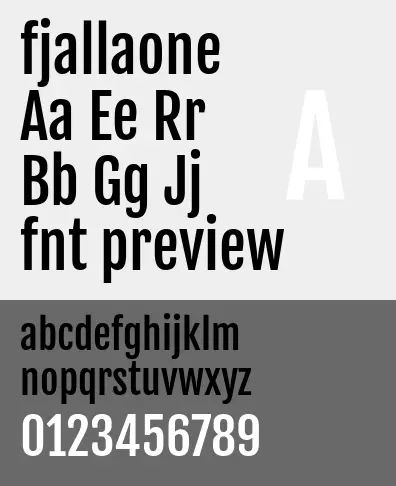 fjallaone
Aa Ee Rr
A
Bb Gg Jj
fnt preview
abcdefghijklm
nopqrstuvwxyz
0123456789